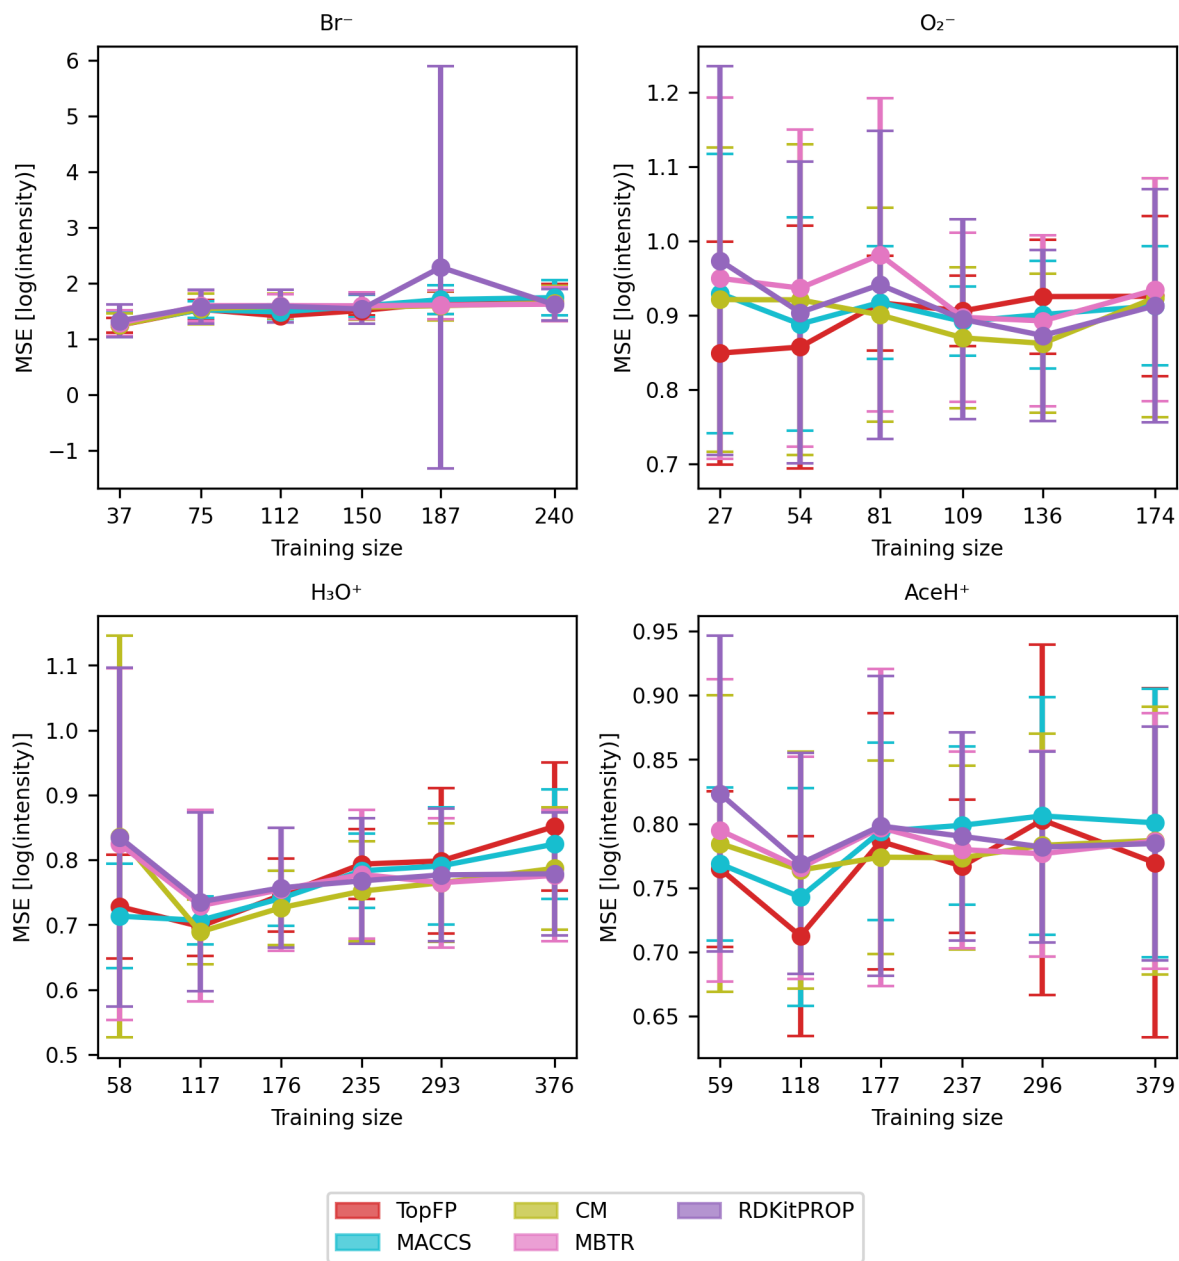 Br⁻
6
5
4
3
2
1
0
−1
MSE [log(intensity)]
37 75 112 150 187 240
Training size
O₂⁻
1.2
1.1
1.0
0.9
0.8
0.7
MSE [log(intensity)]
27 54 81 109 136 174
Training size
H₃O⁺
1.1
1.0
0.9
0.8
0.7
0.6
0.5
MSE [log(intensity)]
58 117 176 235 293 376
Training size
AceH⁺
0.95
0.90
0.85
0.80
0.75
0.70
0.65
MSE [log(intensity)]
59 118 177 237 296 379
Training size
TopFP CM RDKitPROP
MACCS MBTR